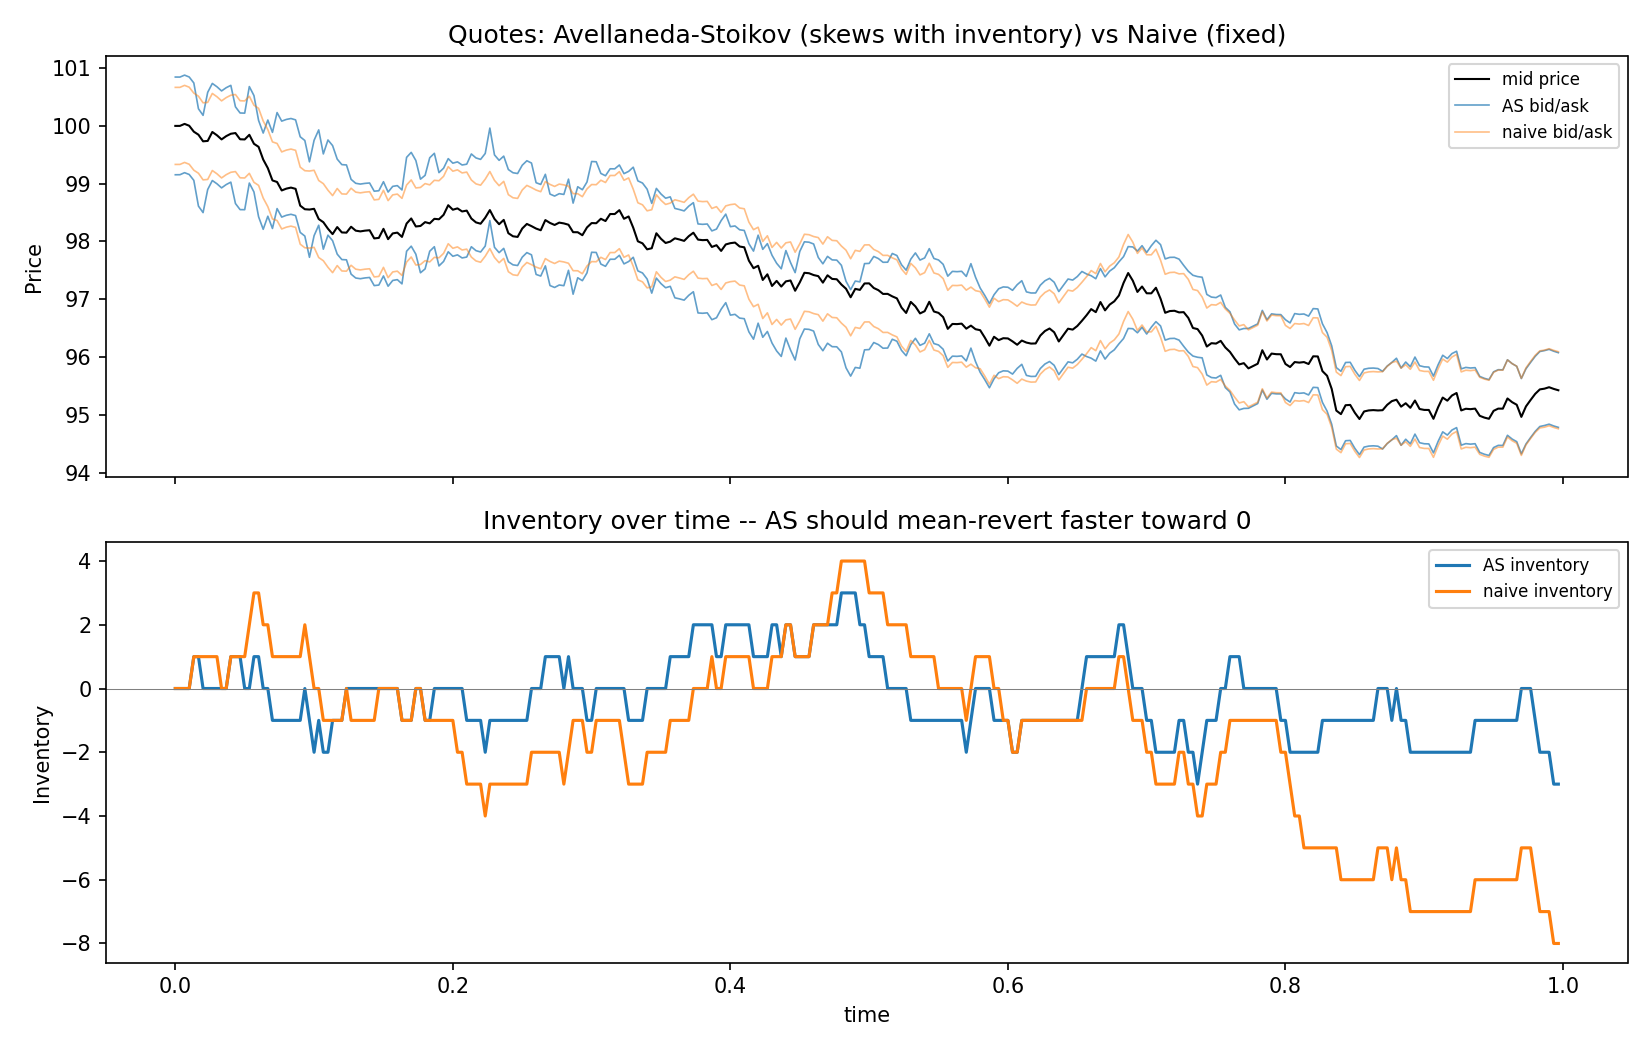 Quotes: Avellaneda-Stoikov (skews with inventory) vs Naive (fixed)
101
100
99
98
97
96
95
94
Price
mid price
AS bid/ask
naive bid/ask
Inventory over time -- AS should mean-revert faster toward 0
4
2
0
−2
−4
−6
−8
Inventory
AS inventory
naive inventory
0.0
0.2
0.4
0.6
0.8
1.0
time